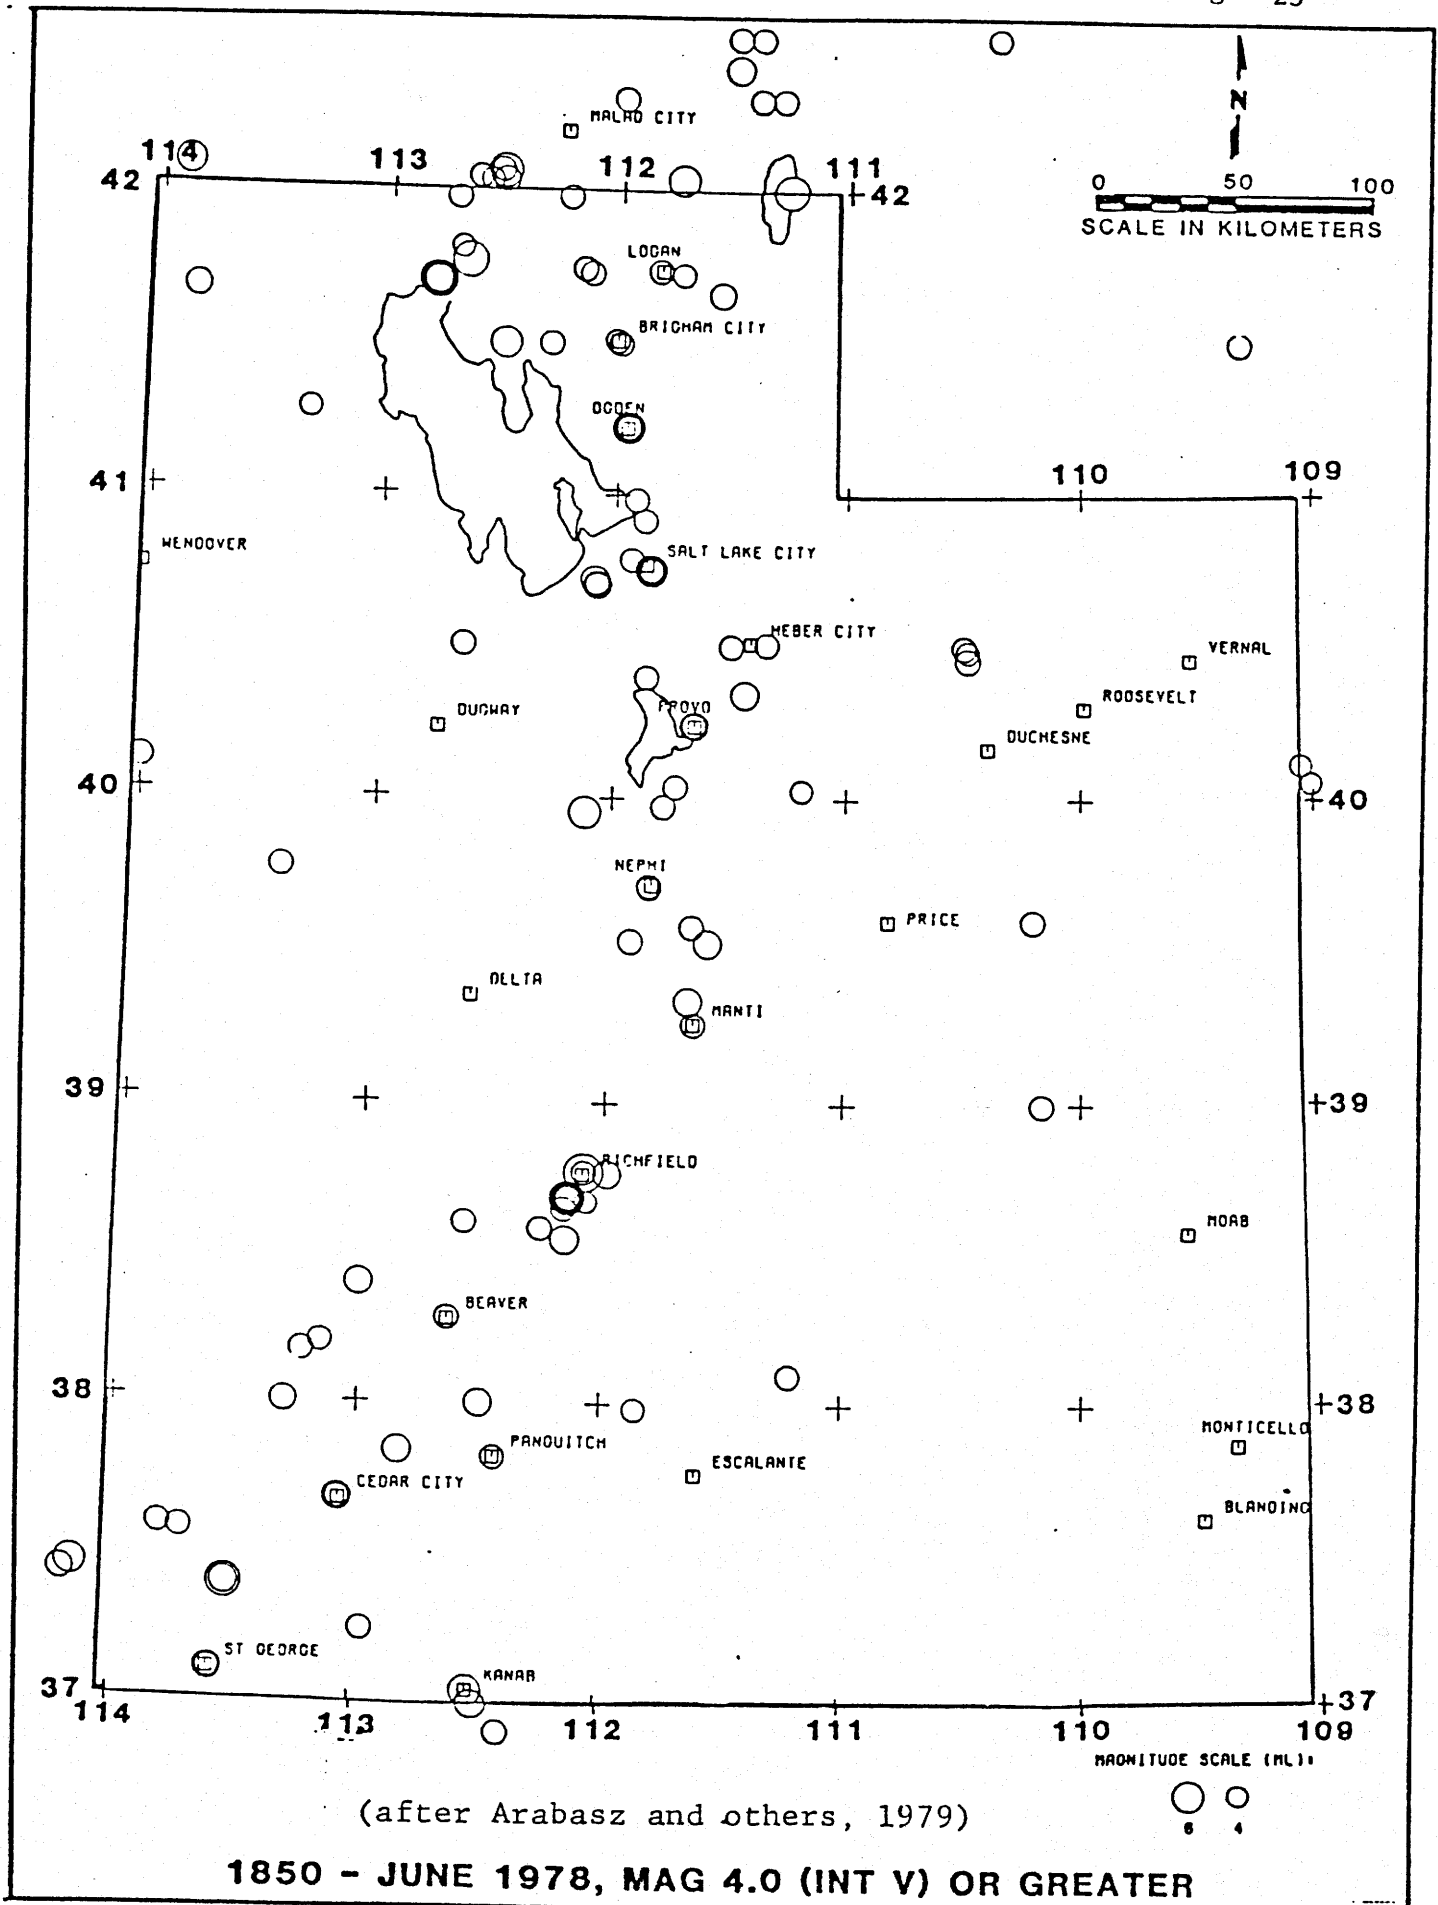 23
N
MALAD CITY
114
113
112
111
42
42
0 50 100
SCALE IN KILOMETERS
LOGAN
BRIGHAM CITY
OGDEN
41
110
109
WENDOVER
SALT LAKE CITY
HEBER CITY
VERNAL
ROOSEVELT
DUGWAY
PROVO
DUCHESNE
40
40
NEPHI
PRICE
DELTA
MANTI
39
39
RICHFIELD
MOAB
BEAVER
38
38
MONTICELLO
PANGUITCH
ESCALANTE
CEDAR CITY
BLANDING
ST GEORGE
KANAB
37
37
114
113
112
111
110
109
MAGNITUDE SCALE (ML):
6 4
(after Arabasz and others, 1979)
1850 - JUNE 1978, MAG 4.0 (INT V) OR GREATER